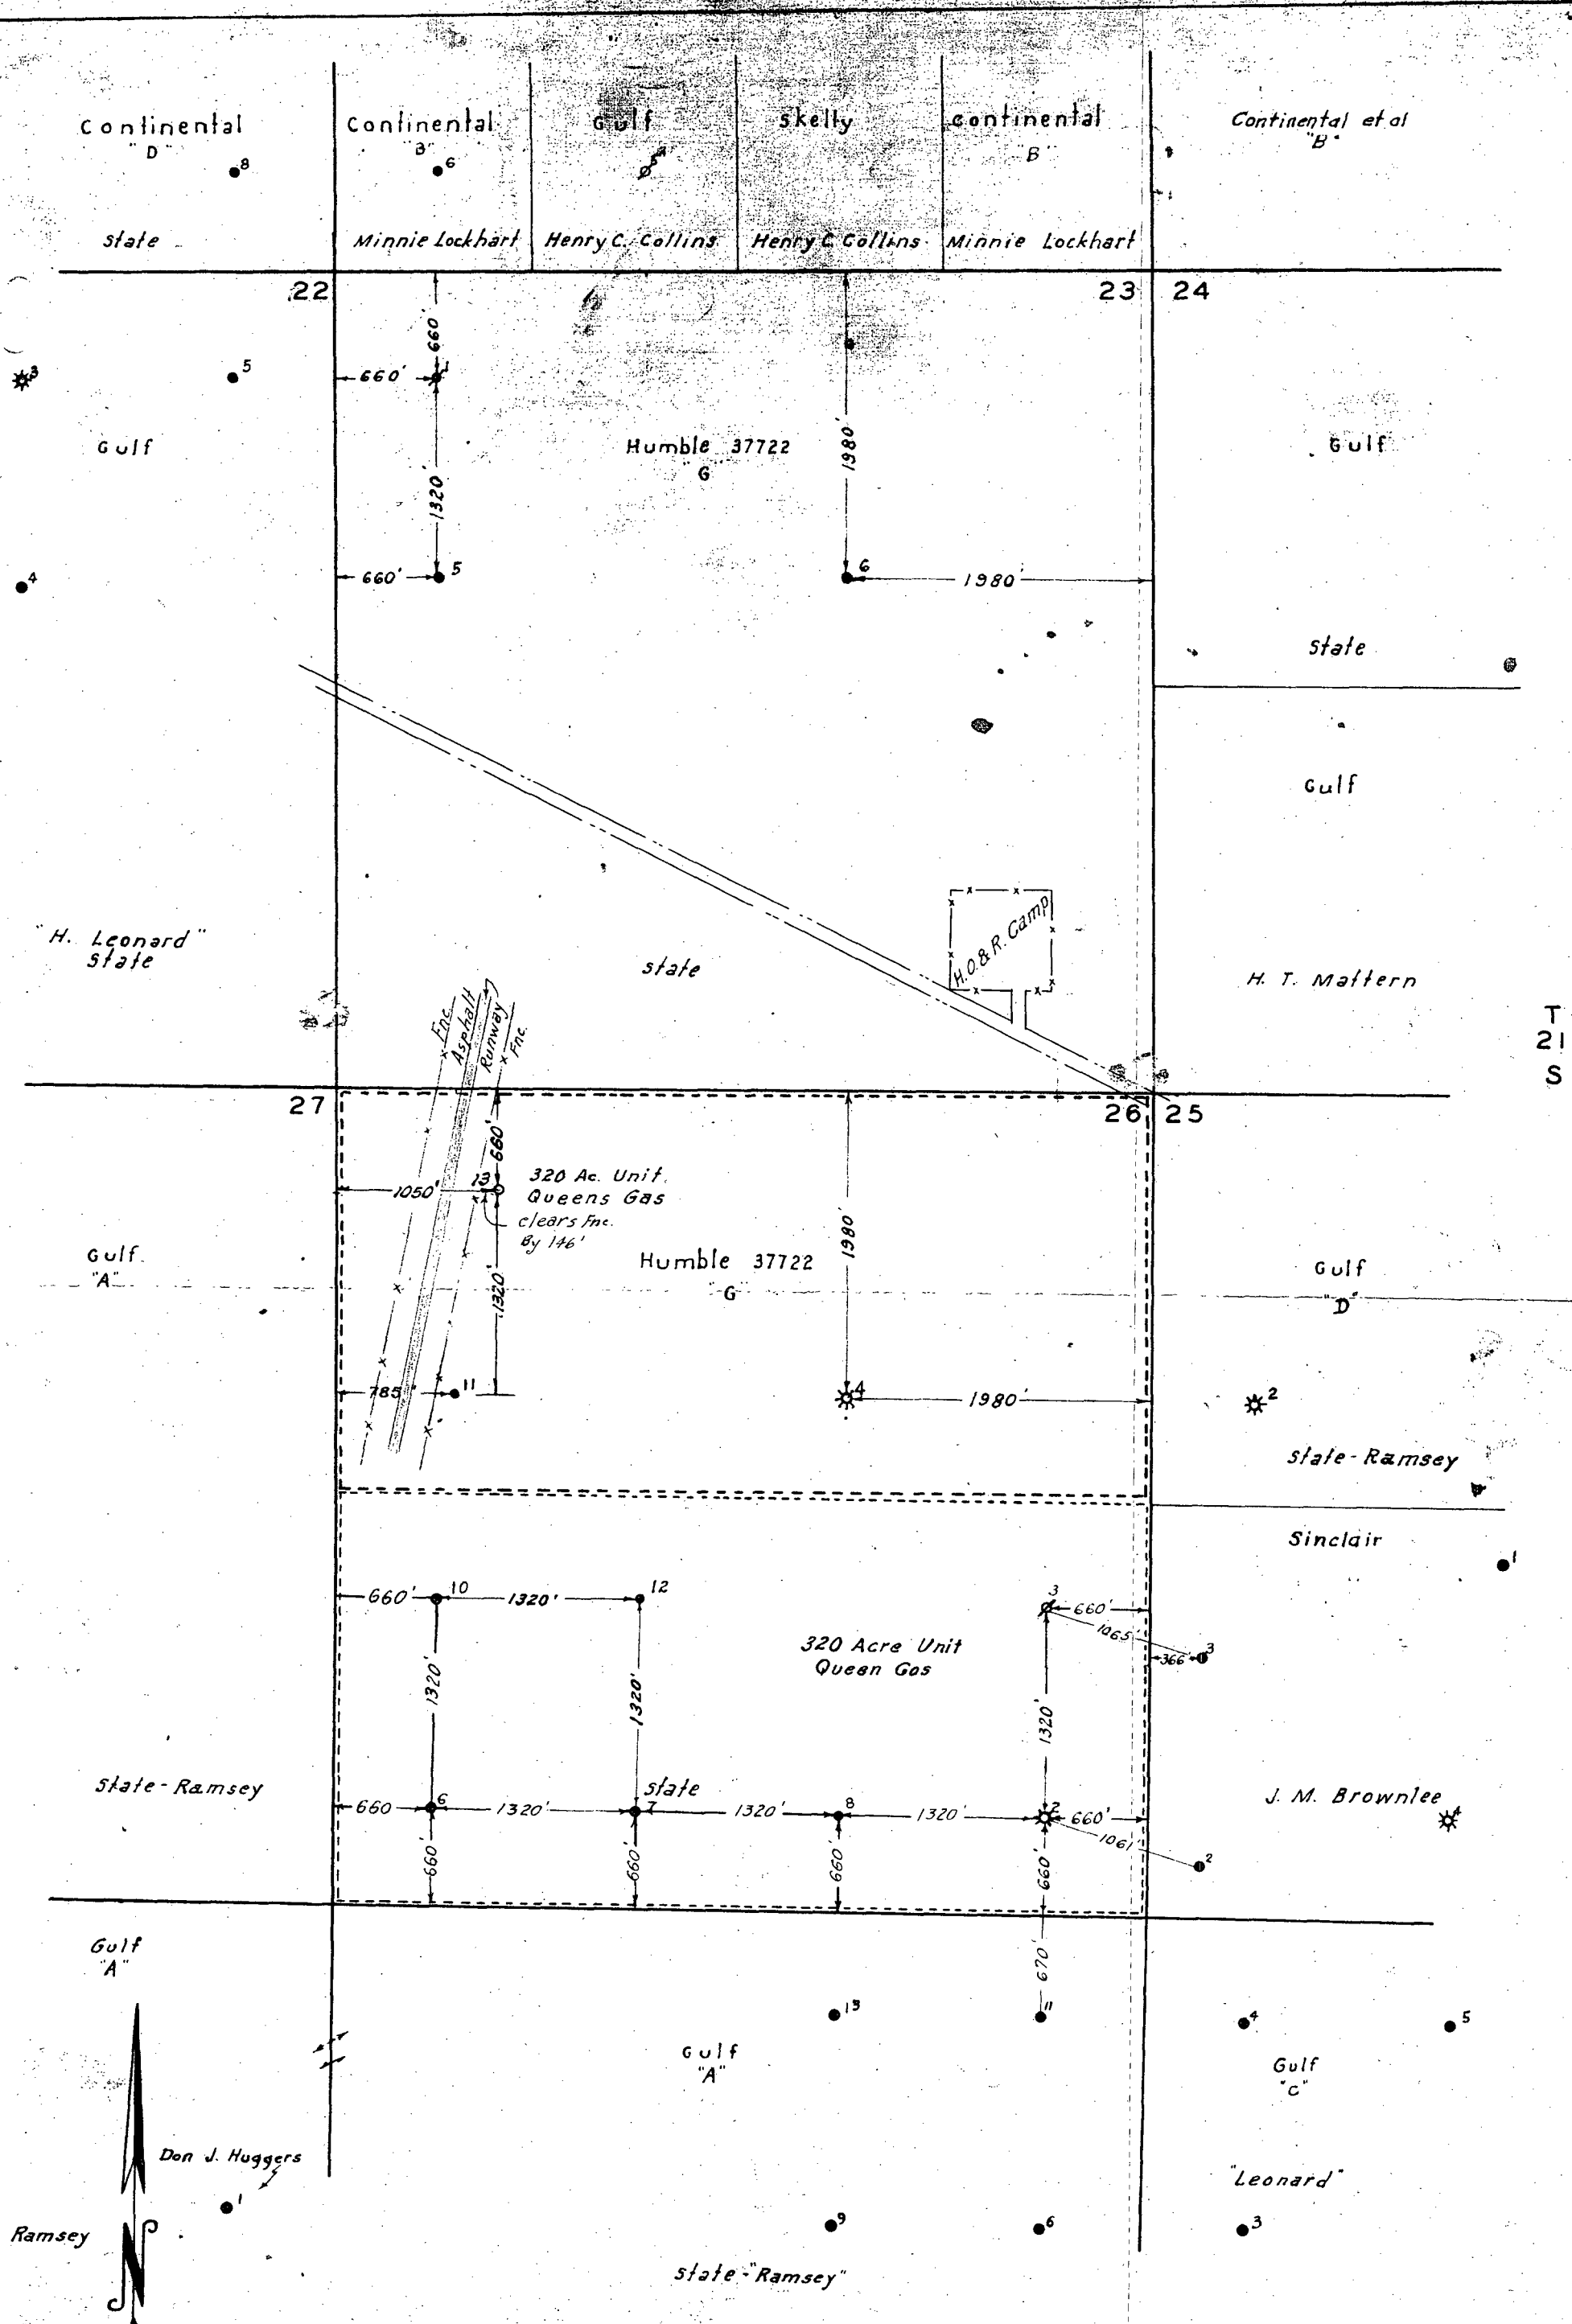 Continental
"D"
8
State
Continental
"B"
6
Minnie Lockhart
Gulf
Henry C. Collins
Skelly
Henry C. Collins
Continental
"B"
Minnie Lockhart
Continental et al
"B"
22
23
24
3
5
660'
660'
1
Gulf
Humble 37722
"G"
1980'
Gulf
1320'
4
660'
5
6
1980'
State
Gulf
"H. Leonard"
State
State
H.O.& R. Camp
H. T. Mattern
Fnc.
Asphalt
Runway
Fnc.
T
21
S
27
26
25
660'
1050'
13
320 Ac. Unit.
Queens Gas
clears Fnc.
By 146'
1980'
Gulf.
"A"
Humble 37722
"G"
Gulf
"D"
1320'
785'
11
4
1980'
2
State-Ramsey
Sinclair
1
660'
10
1320'
12
3
660'
1065'
3
366'
320 Acre Unit
Queen Gas
1320'
1320'
1320'
State-Ramsey
State
J. M. Brownlee
660
6
1320'
7
1320'
8
1320'
2
660'
4
1061'
2
660'
660'
660'
660'
Gulf
"A"
670'
13
11
4
5
Gulf
"A"
Gulf
"C"
Don J. Huggers
1
"Leonard"
Ramsey
N
9
6
3
State-"Ramsey"